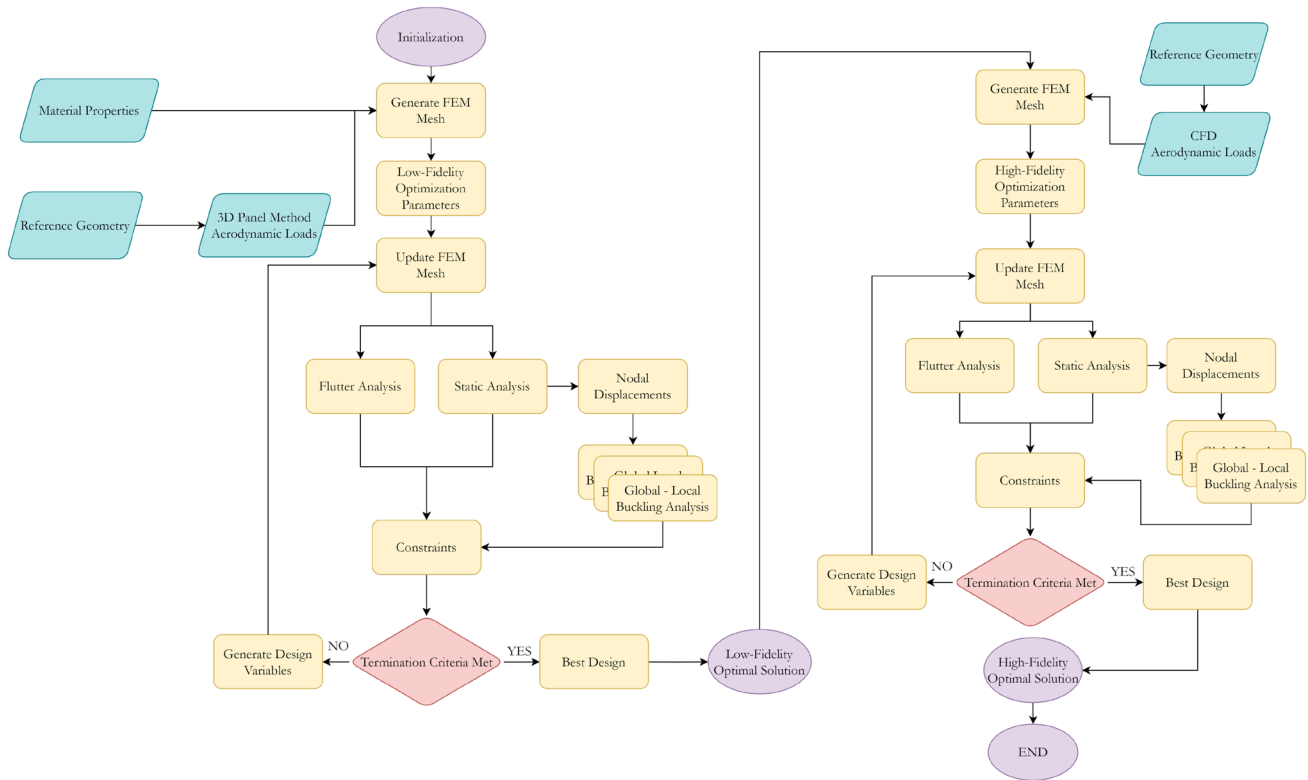 Initialization
Material Properties
Generate FEM
Mesh
Low-Fidelity
Optimization
Parameters
Reference Geometry
3D Panel Method
Aerodynamic Loads
Update FEM
Mesh
Flutter Analysis
Static Analysis
Nodal
Displacements
B
B
Global - Local
Buckling Analysis
Constraints
Termination Criteria Met
NO
YES
Generate Design
Variables
Best Design
Low-Fidelity
Optimal Solution
Reference Geometry
CFD
Aerodynamic Loads
Generate FEM
Mesh
High-Fidelity
Optimization
Parameters
Update FEM
Mesh
Flutter Analysis
Static Analysis
Nodal
Displacements
B
B
Global - Local
Buckling Analysis
Constraints
Termination Criteria Met
NO
YES
Generate Design
Variables
Best Design
High-Fidelity
Optimal Solution
END